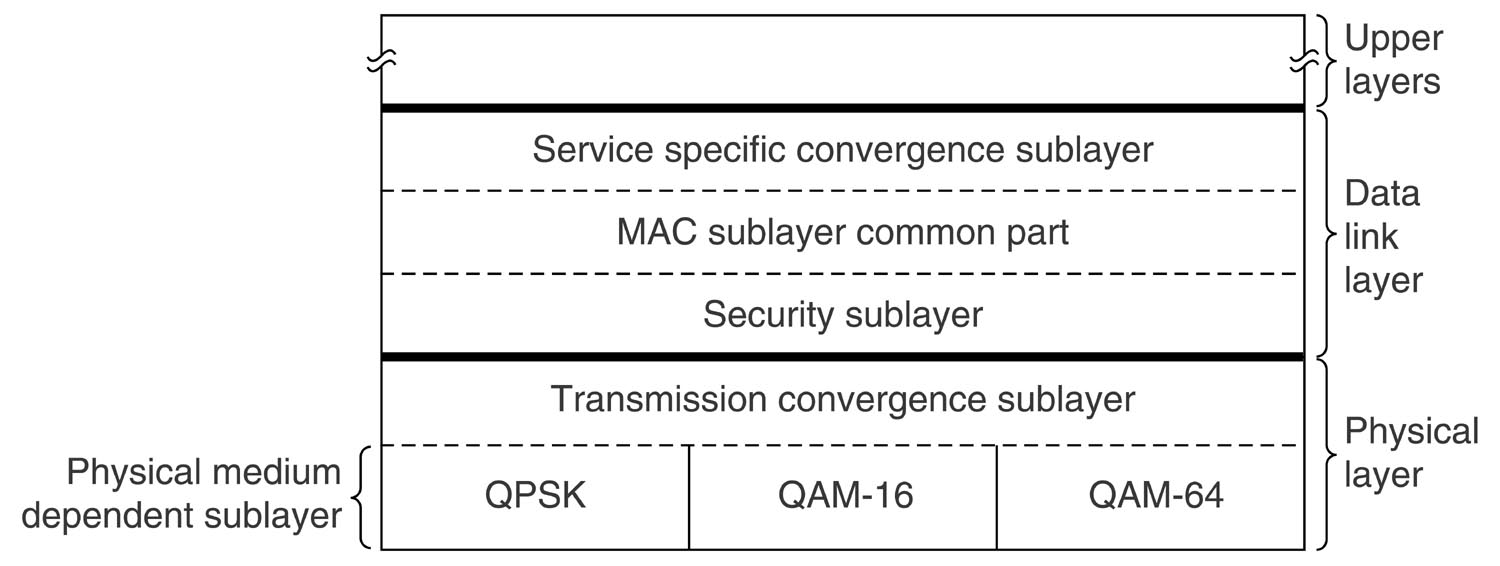 Upper
layers
Service specific convergence sublayer
MAC sublayer common part
Security sublayer
Data
link
layer
Transmission convergence sublayer
Physical medium
dependent sublayer
QPSK
QAM-16
QAM-64
Physical
layer